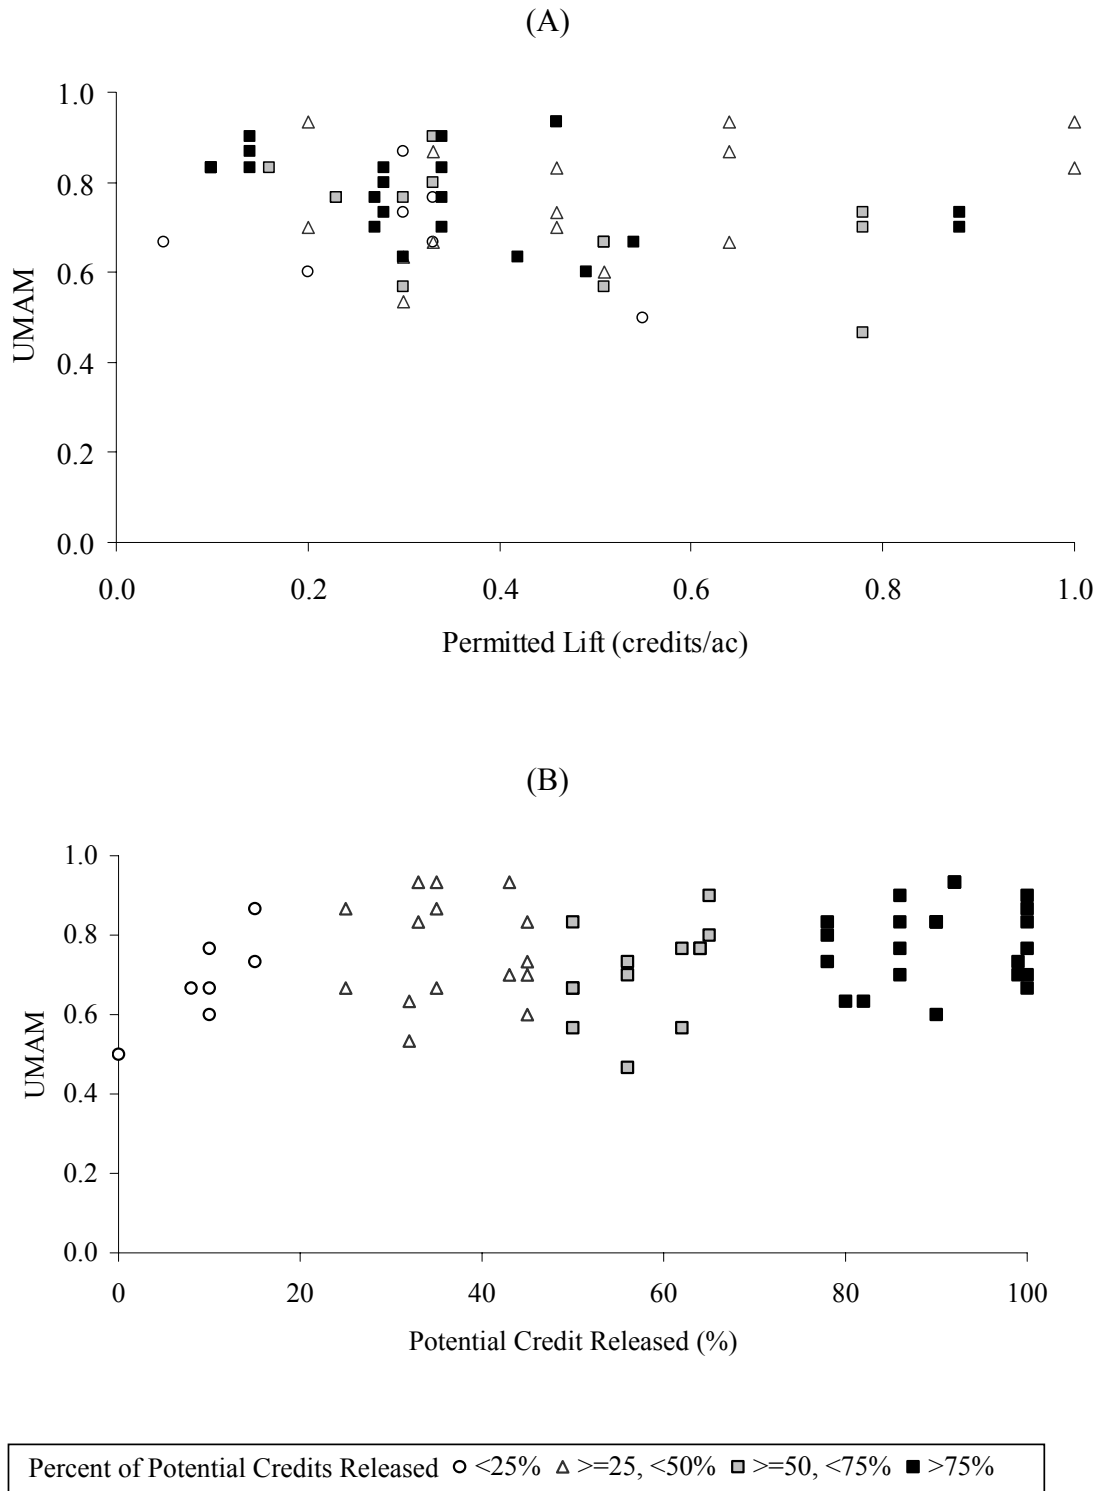 (A)
1.0
0.8
0.6
0.4
0.2
0.0
UMAM
0.0 0.2 0.4 0.6 0.8 1.0
Permitted Lift (credits/ac)
(B)
1.0
0.8
0.6
0.4
0.2
0.0
UMAM
0 20 40 60 80 100
Potential Credit Released (%)
Percent of Potential Credits Released <25% >=25, <50% >=50, <75% >75%